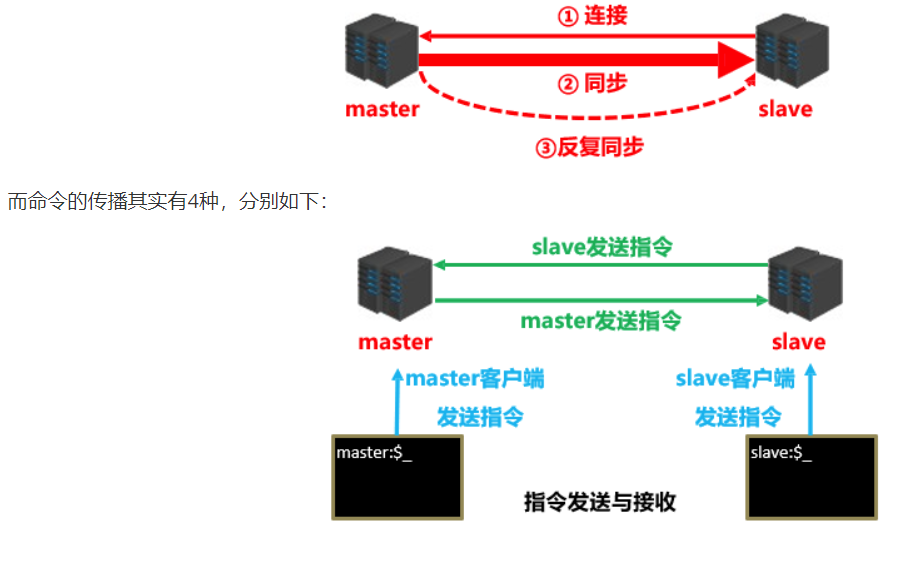 ① 连接
② 同步
master
slave
③反复同步
而命令的传播其实有4种，分别如下：
slave发送指令
master发送指令
master
slave
master客户端
发送指令
slave客户端
发送指令
master:$_
slave:$_
指令发送与接收